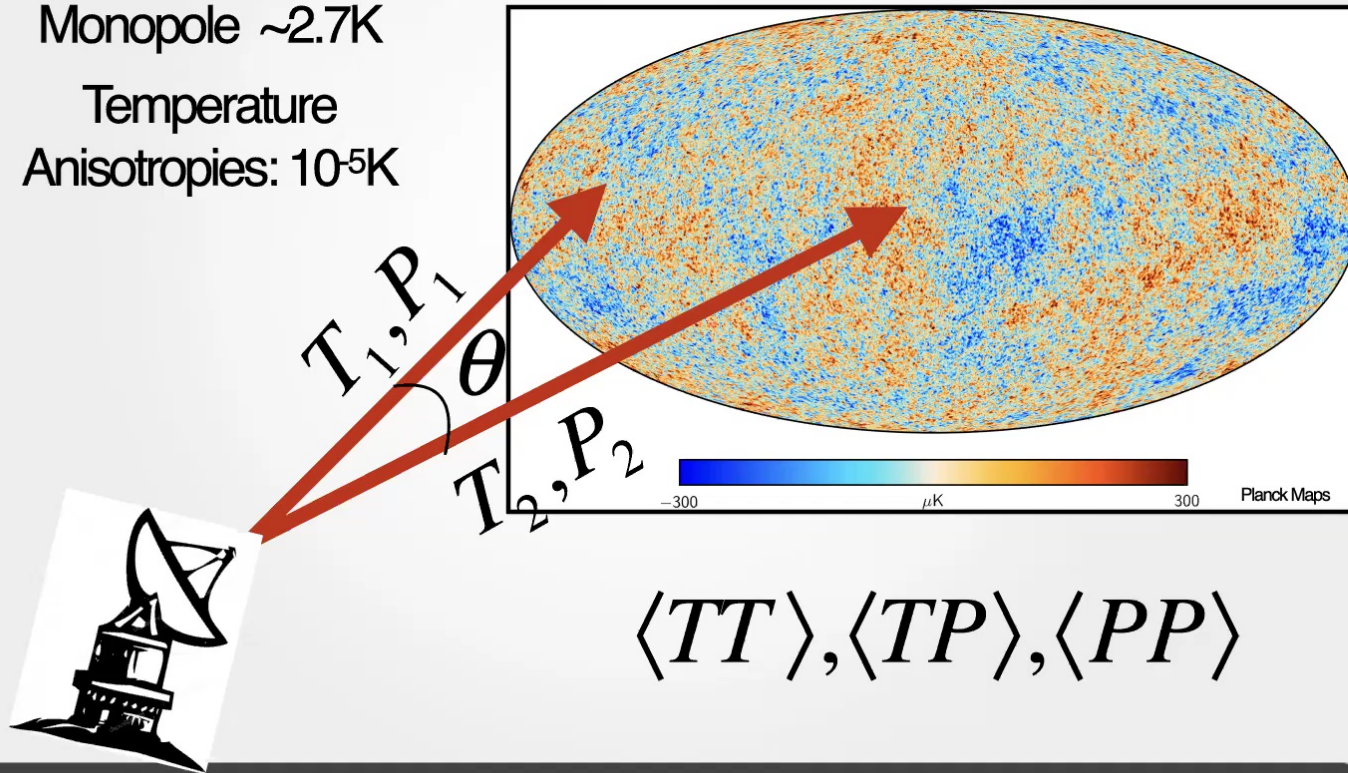 Monopole ~2.7K
Temperature
Anisotropies: 10⁻⁵K
T₁,P₁
θ
T₂,P₂
−300
μK
300
Planck Maps
⟨TT⟩,⟨TP⟩,⟨PP⟩